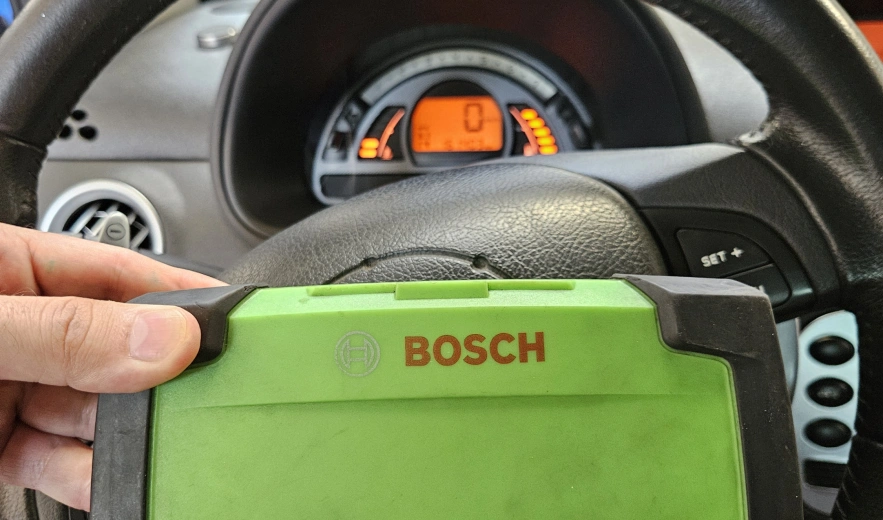 0
SET +
BOSCH